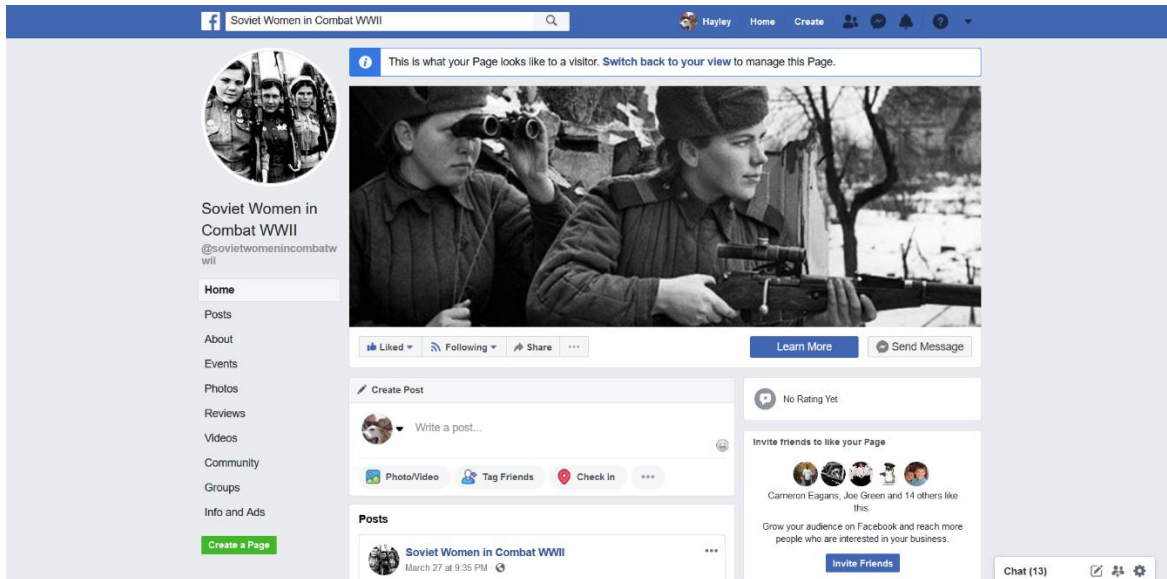 Soviet Women in Combat WWII
Hayley Home Create
This is what your Page looks like to a visitor. Switch back to your view to manage this Page.
Soviet Women in
Combat WWII
@sovietwomenincombatw
wii
Home
Posts
About
Events
Photos
Reviews
Videos
Community
Groups
Info and Ads
Create a Page
Liked Following Share ...
Learn More Send Message
Create Post
Write a post...
Photo/Video Tag Friends Check in ...
Posts
Soviet Women in Combat WWII ...
March 27 at 9:35 PM ·
No Rating Yet
Invite friends to like your Page
Cameron Eagans, Joe Green and 14 others like
this.
Grow your audience on Facebook and reach more
people who are interested in your business.
Invite Friends
Chat (13)